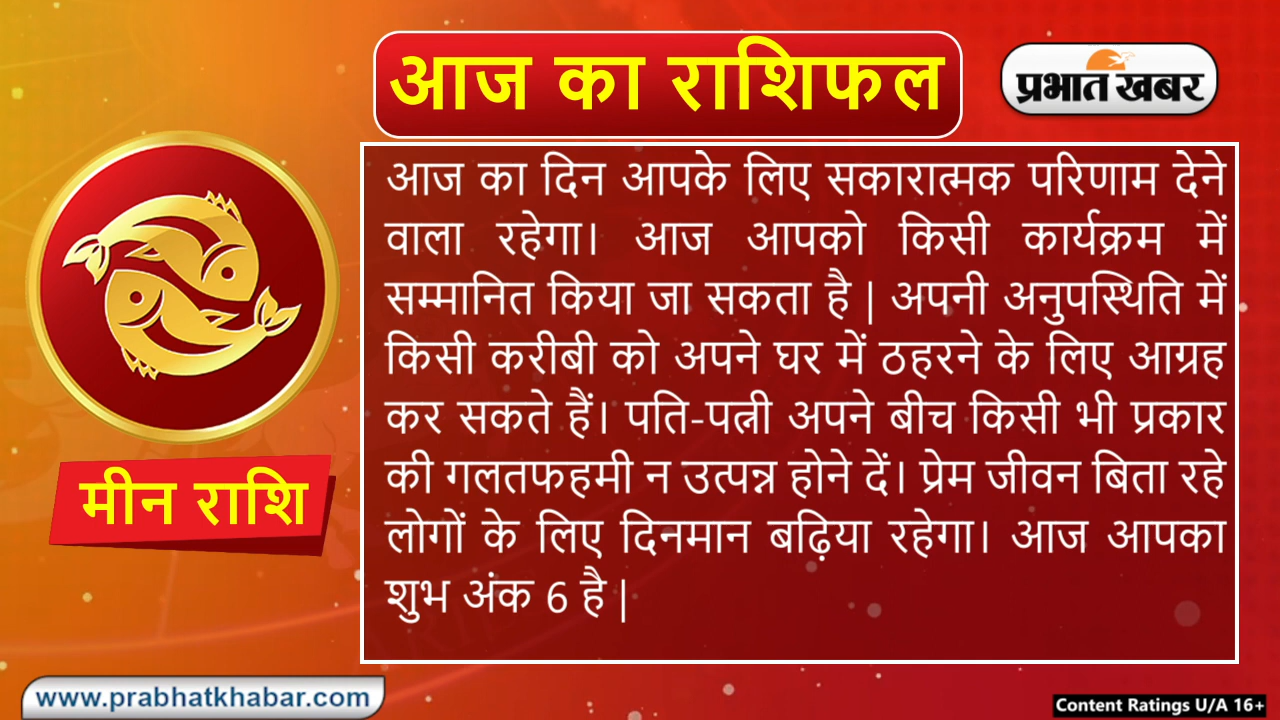 आज का राशिफल
प्रभात खबर
आज का दिन आपके लिए सकारात्मक परिणाम देने
वाला रहेगा। आज आपको किसी कार्यक्रम में
सम्मानित किया जा सकता है | अपनी अनुपस्थिति में
किसी करीबी को अपने घर में ठहरने के लिए आग्रह
कर सकते हैं। पति-पत्नी अपने बीच किसी भी प्रकार
की गलतफहमी न उत्पन्न होने दें। प्रेम जीवन बिता रहे
लोगों के लिए दिनमान बढ़िया रहेगा। आज आपका
शुभ अंक 6 है |
मीन राशि
www.prabhatkhabar.com
Content Ratings U/A 16+